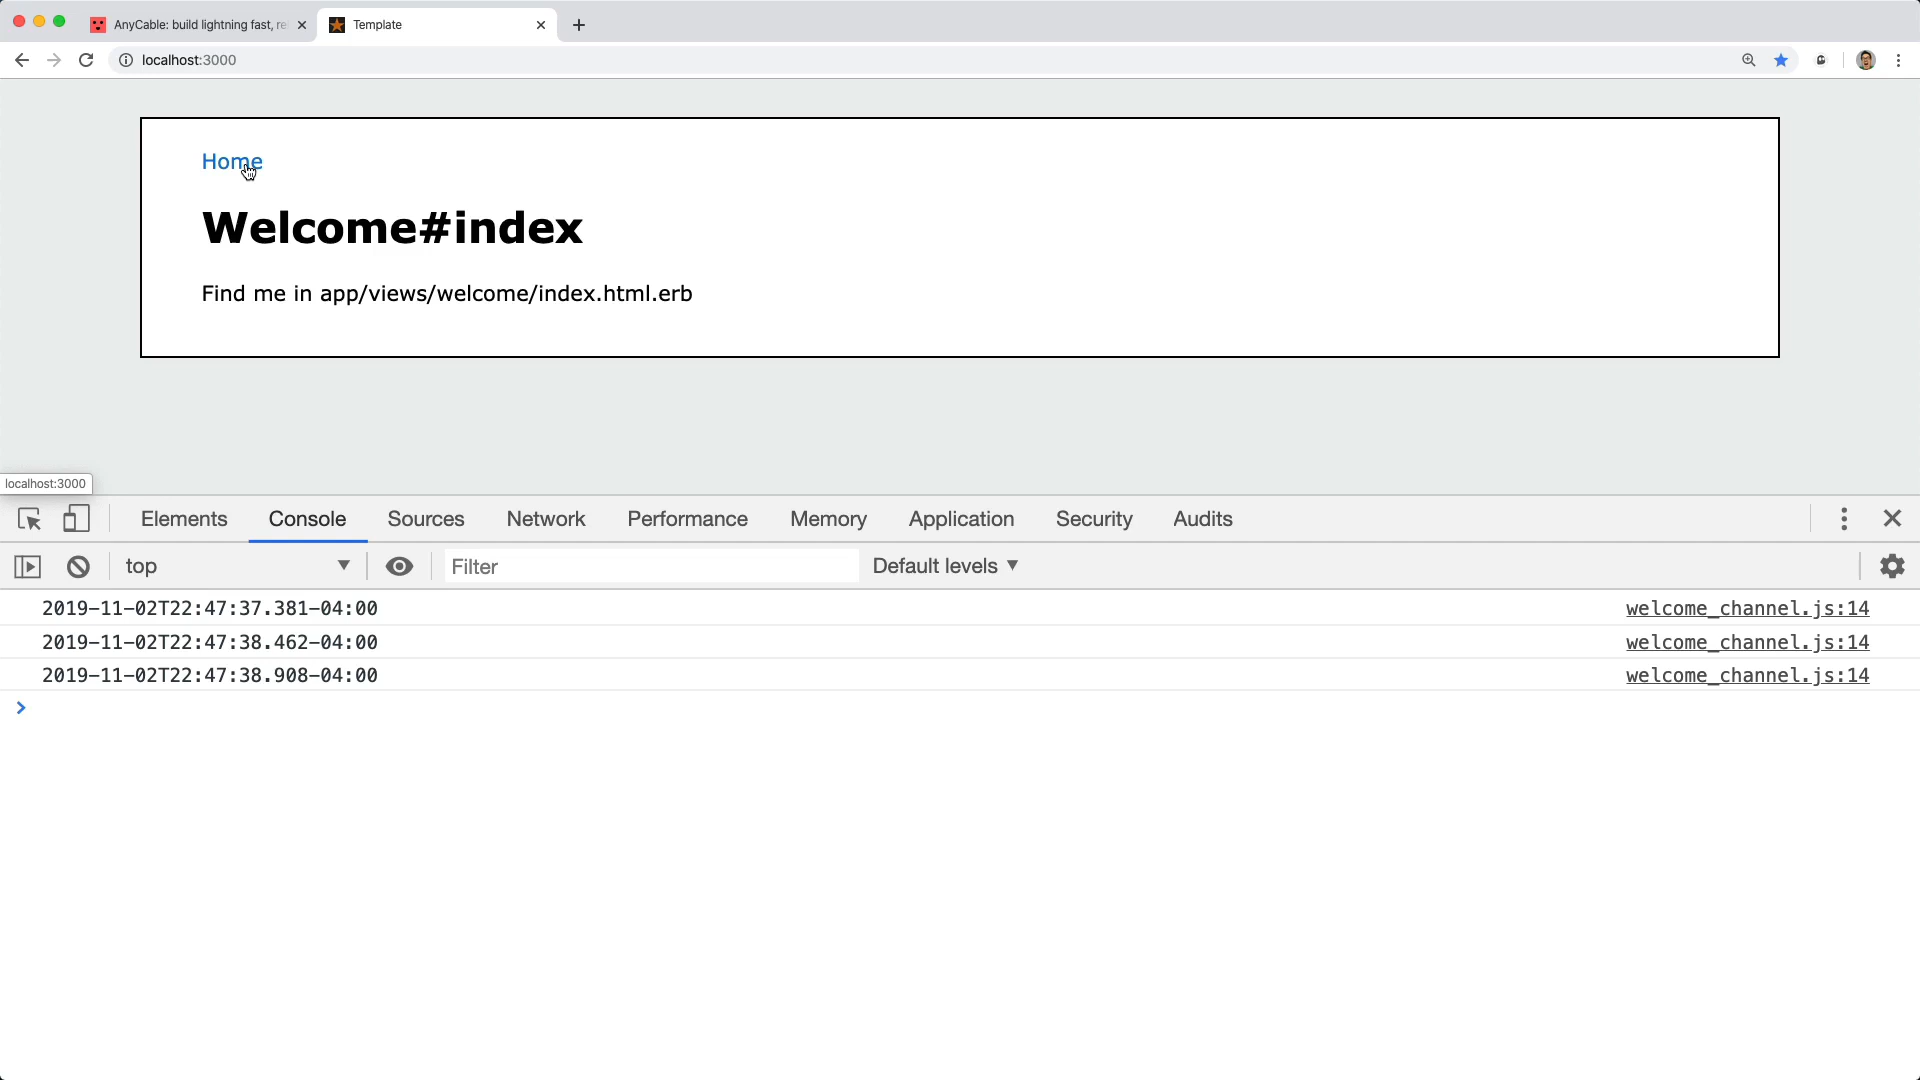 AnyCable: build lightning fast, re
Template
localhost:3000
Home
Welcome#index
Find me in app/views/welcome/index.html.erb
localhost:3000
Elements Console Sources Network Performance Memory Application Security Audits
top Filter Default levels
2019-11-02T22:47:37.381-04:00 welcome_channel.js:14
2019-11-02T22:47:38.462-04:00 welcome_channel.js:14
2019-11-02T22:47:38.908-04:00 welcome_channel.js:14